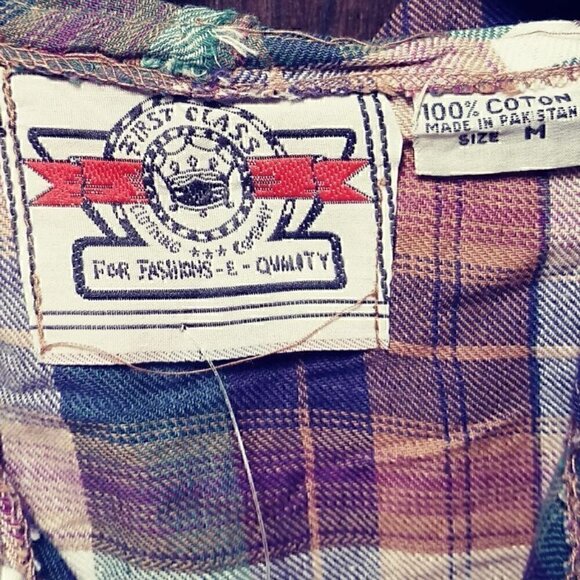 FIRST CLASS
CLOTHING *** COMPANY
FOR FASHIONS-E-QUALITY
100% COTON
MADE IN PAKISTAN
SIZE M